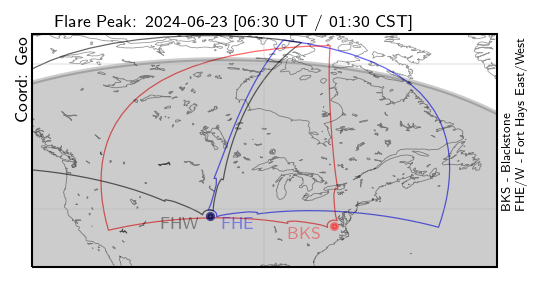 Flare Peak: 2024-06-23 [06:30 UT / 01:30 CST]
Coord: Geo
FHW
FHE
BKS
BKS - Blackstone
FHE/W - Fort Hays East/West